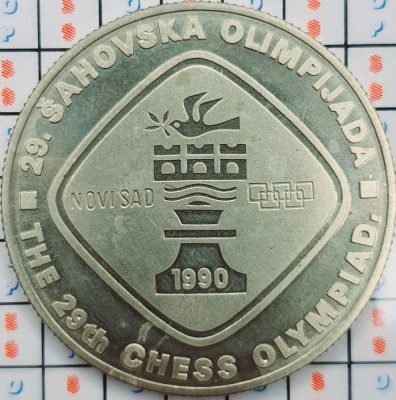 29. ŠAHOVSKA OLIMPIJADA
NOVI SAD
1990
THE 29th CHESS OLYMPIAD.